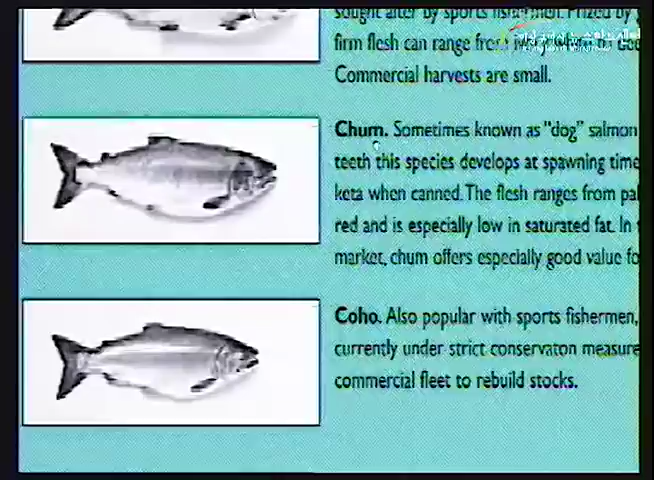 sought after by sports fishermen. Prized by
firm flesh can range from
Commercial harvests are small.
Chum. Sometimes known as "dog" salmon
teeth this species develops at spawning time
keta when canned. The flesh ranges from pal
red and is especially low in saturated fat. In
market, chum offers especially good value fo
Coho. Also popular with sports fishermen,
currently under strict conservaton measure
commercial fleet to rebuild stocks.